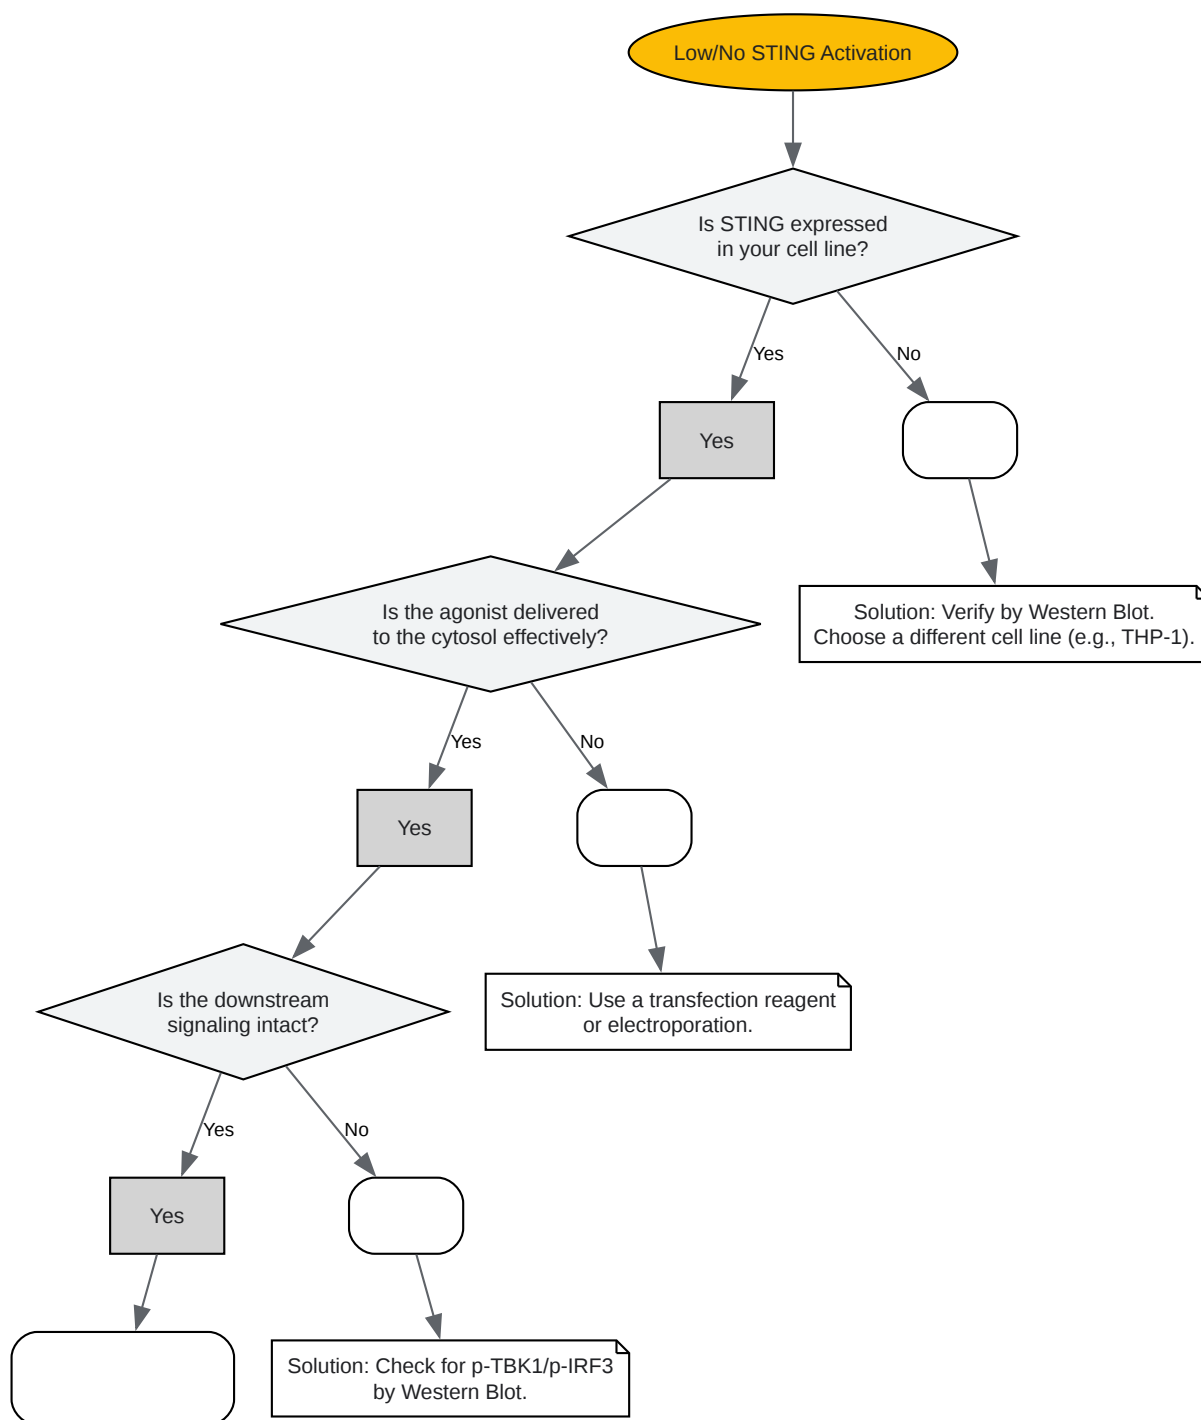 Low/No STING Activation
Is STING expressed
in your cell line?
Yes
No
Yes
Is the agonist delivered
to the cytosol effectively?
Solution: Verify by Western Blot.
Choose a different cell line (e.g., THP-1).
Yes
No
Yes
Is the downstream
signaling intact?
Solution: Use a transfection reagent
or electroporation.
Yes
No
Yes
Solution: Check for p-TBK1/p-IRF3
by Western Blot.